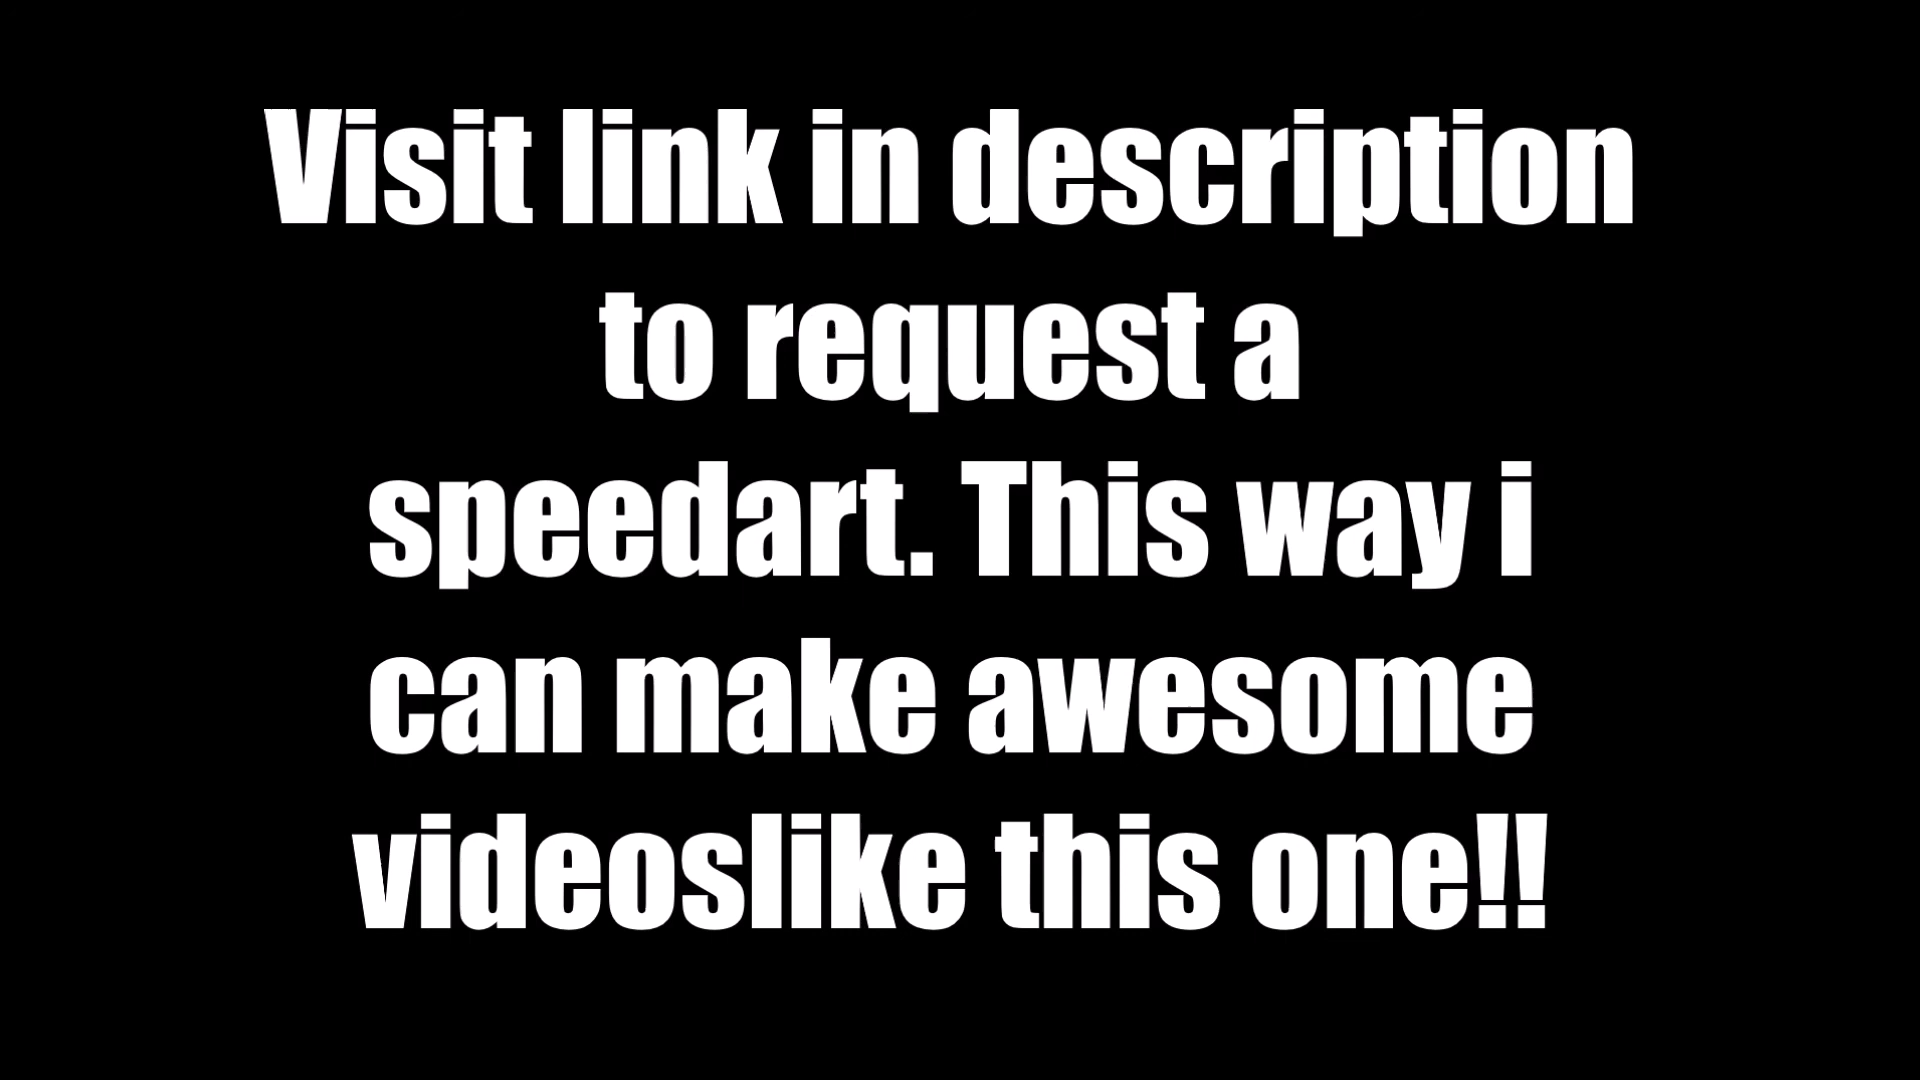 Visit link in description
to request a
speedart. This way i
can make awesome
videoslike this one!!